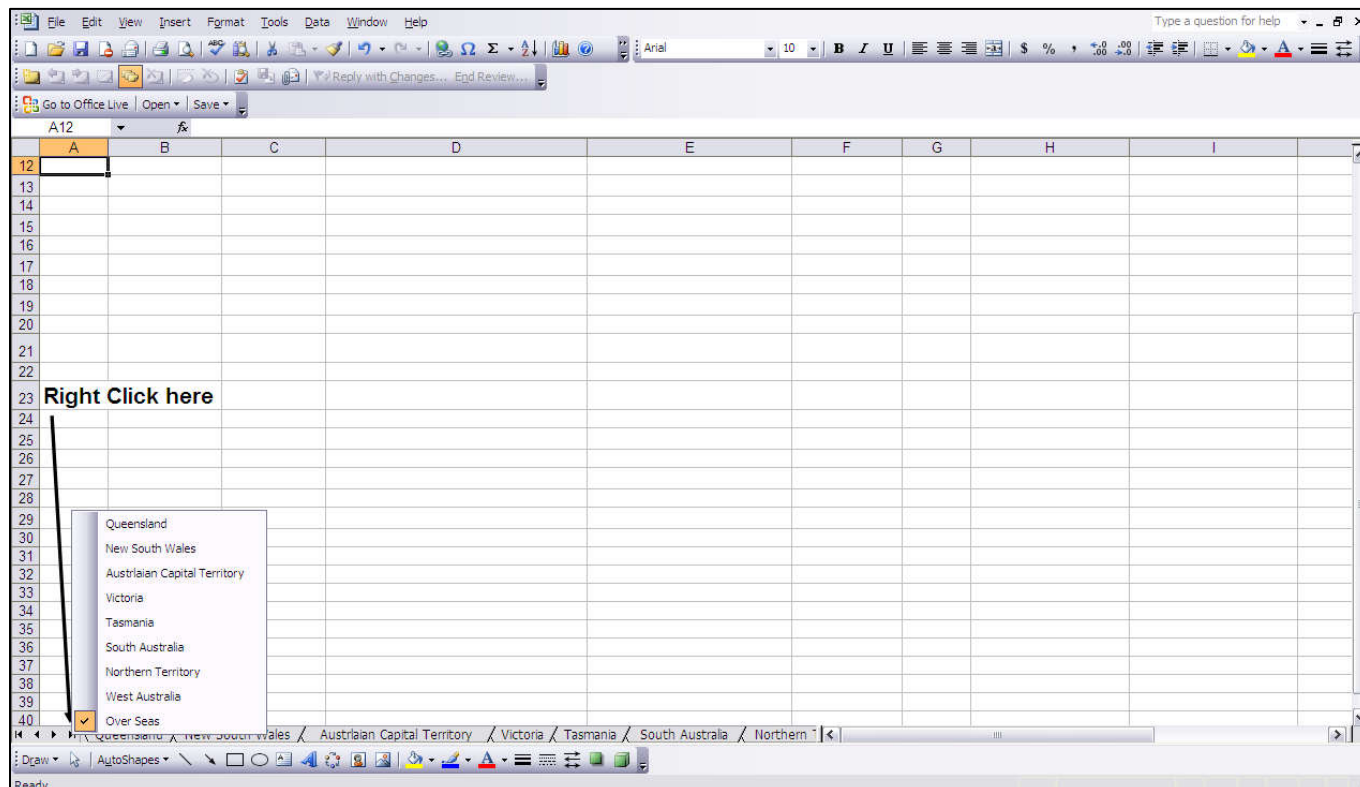 File Edit View Insert Format Tools Data Window Help Type a question for help
Arial 10 B I U $ % ,
Reply with Changes... End Review...
Go to Office Live Open Save
A12 fx
A B C D E F G H I
12
13
14
15
16
17
18
19
20
21
22
23 Right Click here
24
25
26
27
28
29
Queensland
30
New South Wales
31
32 Austrlaian Capital Territory
33
Victoria
34
Tasmania
35
36 South Australia
37
Northern Territory
38
West Australia
39
40 Over Seas
Queensland New South Wales Austrlaian Capital Territory Victoria Tasmania South Australia Northern T
Draw AutoShapes
Ready